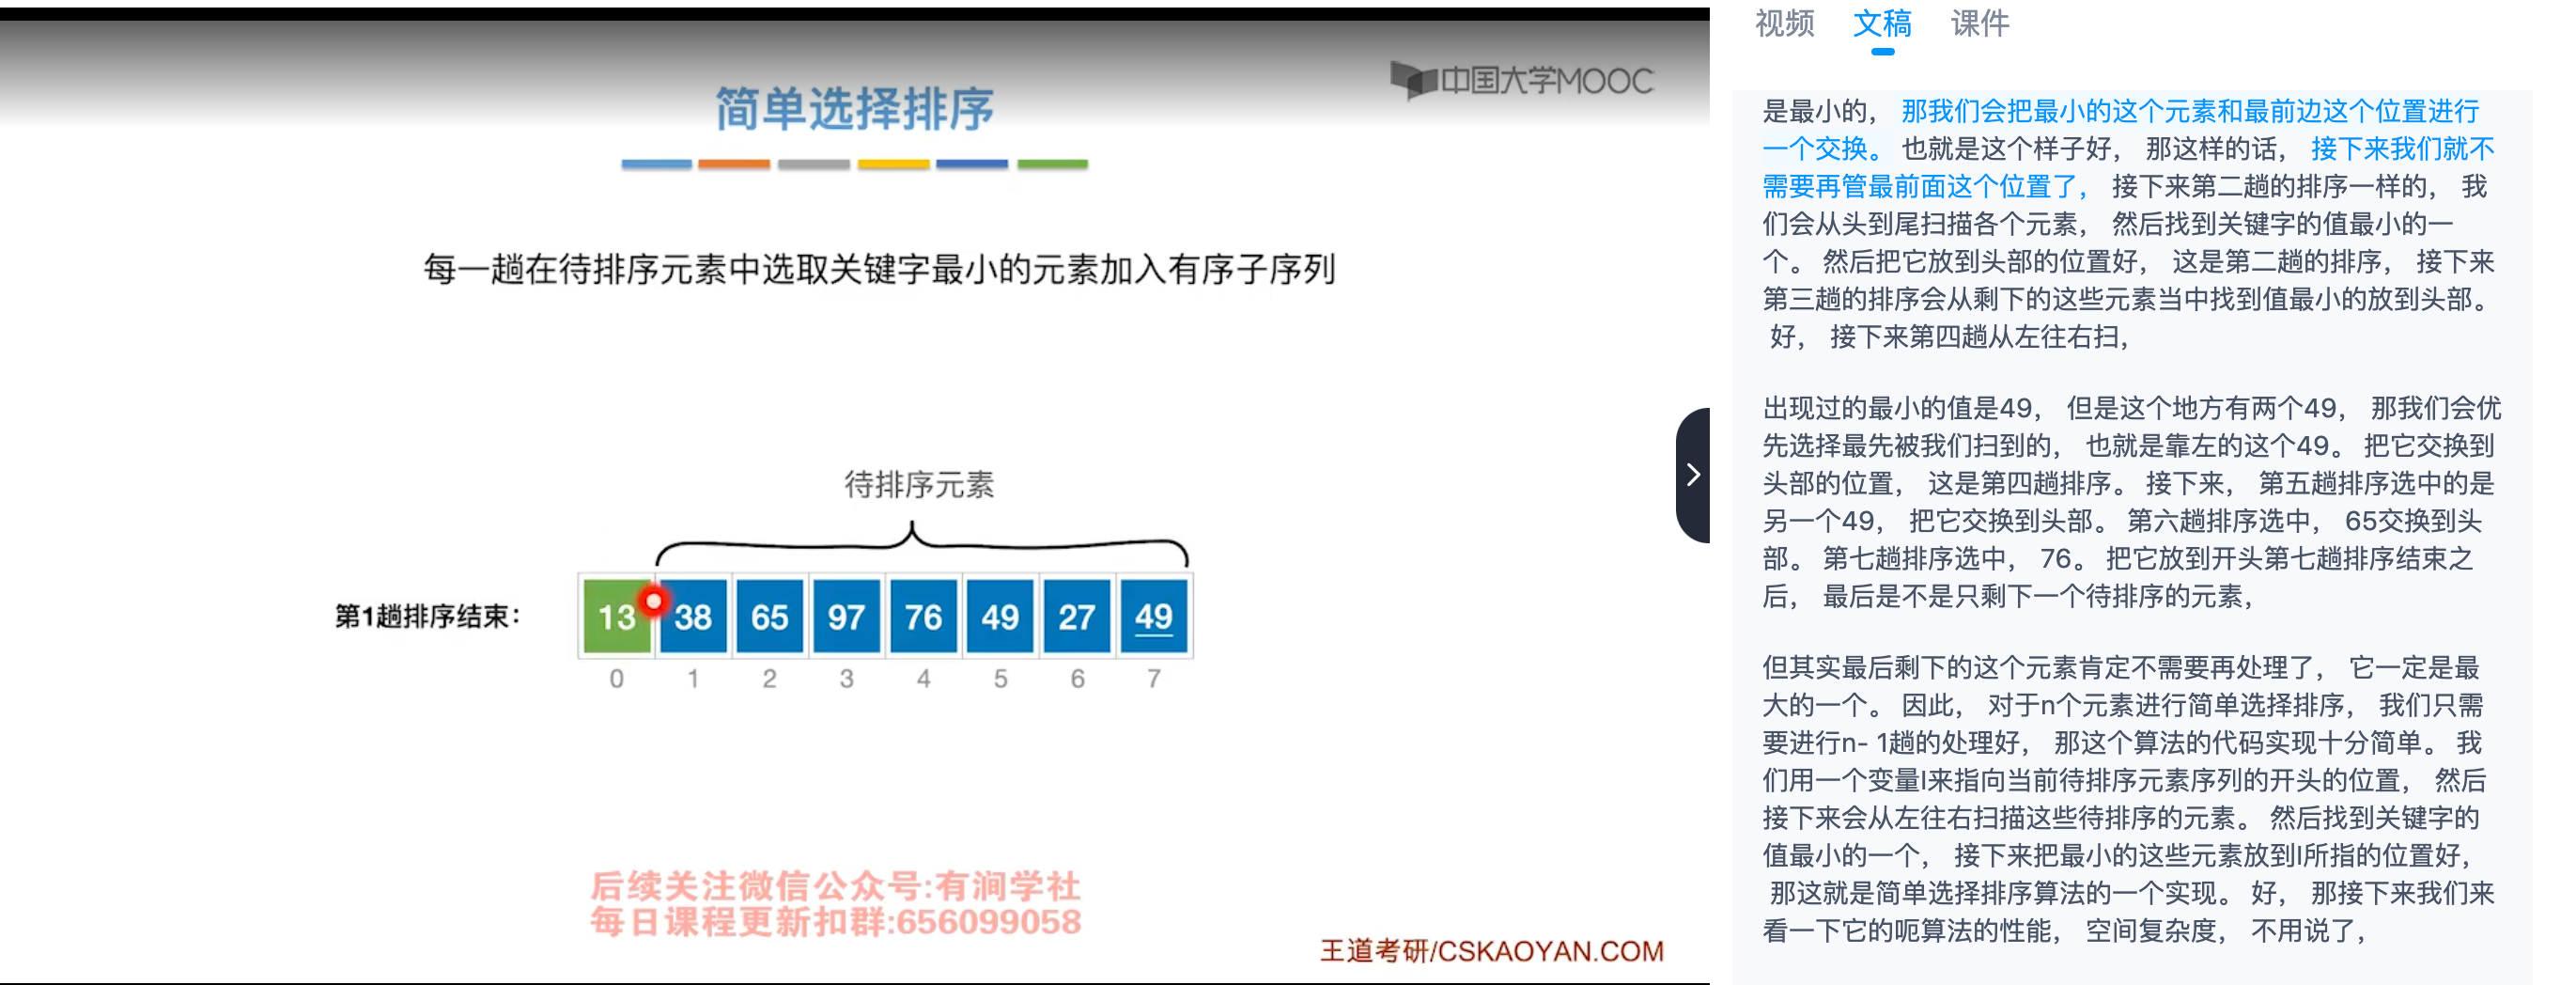 中国大学MOOC
简单选择排序
每一趟在待排序元素中选取关键字最小的元素加入有序子序列
待排序元素
第1趟排序结束：
13 38 65 97 76 49 27 49
0 1 2 3 4 5 6 7
后续关注微信公众号:有涧学社
每日课程更新扣群:656099058
王道考研/CSKAOYAN.COM
视频 文稿 课件
是最小的， 那我们会把最小的这个元素和最前边这个位置进行
一个交换。 也就是这个样子好， 那这样的话， 接下来我们就不
需要再管最前面这个位置了， 接下来第二趟的排序一样的， 我
们会从头到尾扫描各个元素， 然后找到关键字的值最小的一
个。 然后把它放到头部的位置好， 这是第二趟的排序， 接下来
第三趟的排序会从剩下的这些元素当中找到值最小的放到头部。
好， 接下来第四趟从左往右扫，
出现过的最小的值是49， 但是这个地方有两个49， 那我们会优
先选择最先被我们扫到的， 也就是靠左的这个49。 把它交换到
头部的位置， 这是第四趟排序。 接下来， 第五趟排序选中的是
另一个49， 把它交换到头部。 第六趟排序选中， 65交换到头
部。 第七趟排序选中， 76。 把它放到开头第七趟排序结束之
后， 最后是不是只剩下一个待排序的元素，
但其实最后剩下的这个元素肯定不需要再处理了， 它一定是最
大的一个。 因此， 对于n个元素进行简单选择排序， 我们只需
要进行n- 1趟的处理好， 那这个算法的代码实现十分简单。 我
们用一个变量I来指向当前待排序元素序列的开头的位置， 然后
接下来会从左往右扫描这些待排序的元素。 然后找到关键字的
值最小的一个， 接下来把最小的这些元素放到I所指的位置好，
那这就是简单选择排序算法的一个实现。 好， 那接下来我们来
看一下它的呃算法的性能， 空间复杂度， 不用说了，